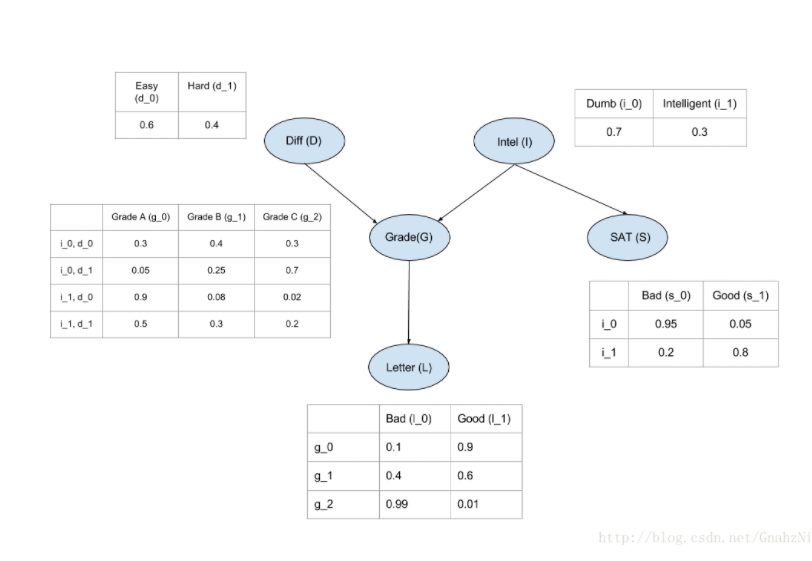 Easy (d_0) Hard (d_1)
0.6 0.4
Diff (D)
Intel (I)
Dumb (i_0) Intelligent (i_1)
0.7 0.3
Grade A (g_0) Grade B (g_1) Grade C (g_2)
i_0, d_0 0.3 0.4 0.3
i_0, d_1 0.05 0.25 0.7
i_1, d_0 0.9 0.08 0.02
i_1, d_1 0.5 0.3 0.2
Grade(G)
SAT (S)
Bad (s_0) Good (s_1)
i_0 0.95 0.05
i_1 0.2 0.8
Letter (L)
Bad (l_0) Good (l_1)
g_0 0.1 0.9
g_1 0.4 0.6
g_2 0.99 0.01
http://blog.csdn.net/GnahzNi